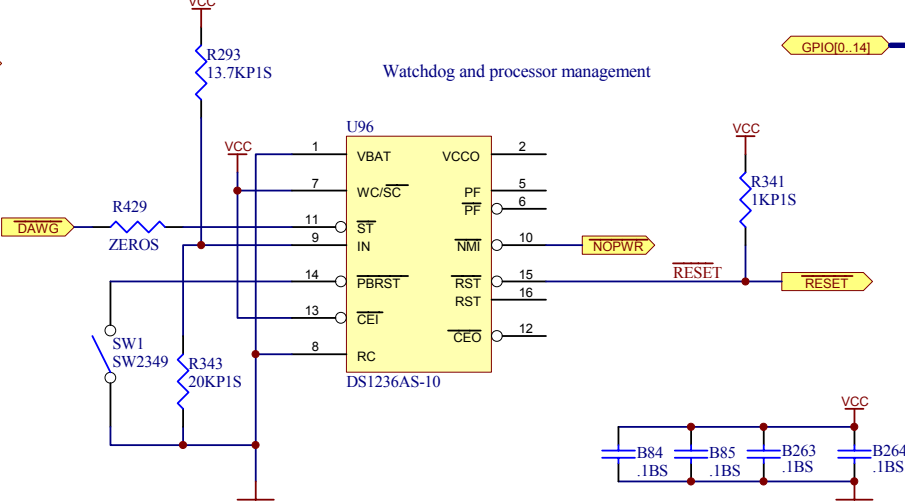 VCC
R293
13.7KP1S
Watchdog and processor management
GPIO[0..14]
U96
VCC
1
VBAT
VCCO
2
VCC
7
WC/SC
PF
5
PF
6
R341
1KP1S
R429
DAWG
ZEROS
11
ST
9
IN
NMI
10
NOPWR
14
PBRST
RST
15
RESET
RESET
RST
16
13
CEI
CEO
12
SW1
SW2349
8
RC
R343
20KP1S
DS1236AS-10
VCC
B84
.1BS
B85
.1BS
B263
.1BS
B264
.1BS